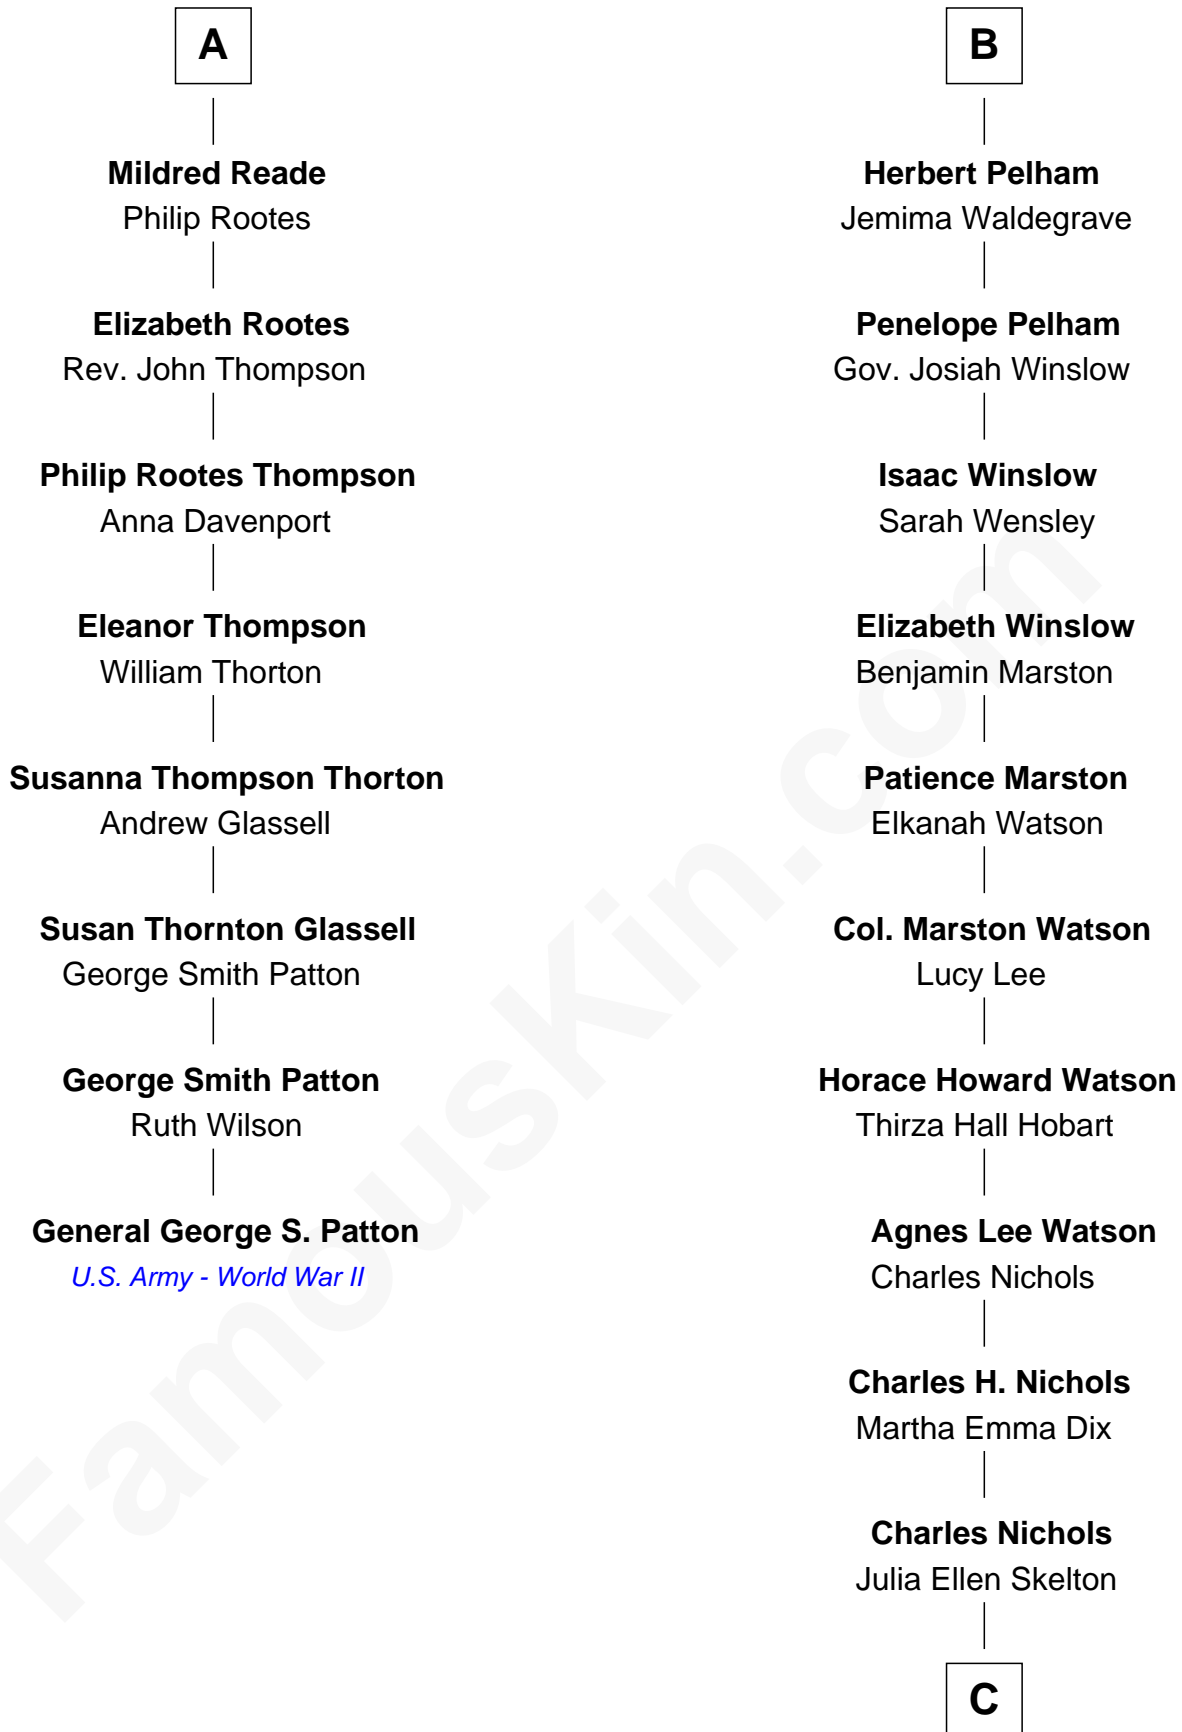 A
Mildred Reade
Philip Rootes
Elizabeth Rootes
Rev. John Thompson
Philip Rootes Thompson
Anna Davenport
Eleanor Thompson
William Thorton
Susanna Thompson Thorton
Andrew Glassell
Susan Thornton Glassell
George Smith Patton
George Smith Patton
Ruth Wilson
General George S. Patton
U.S. Army - World War II
B
Herbert Pelham
Jemima Waldegrave
Penelope Pelham
Gov. Josiah Winslow
Isaac Winslow
Sarah Wensley
Elizabeth Winslow
Benjamin Marston
Patience Marston
Elkanah Watson
Col. Marston Watson
Lucy Lee
Horace Howard Watson
Thirza Hall Hobart
Agnes Lee Watson
Charles Nichols
Charles H. Nichols
Martha Emma Dix
Charles Nichols
Julia Ellen Skelton
C
FamousKin.com